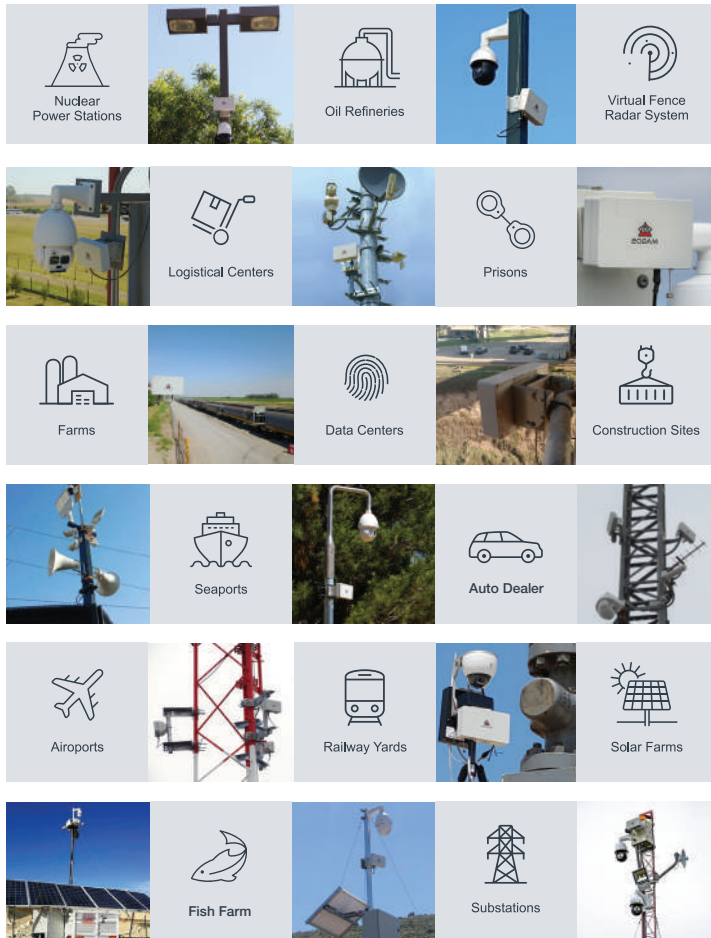 Nuclear
Power Stations
Oil Refineries
Virtual Fence
Radar System
Logistical Centers
Prisons
MAGOS
Farms
Data Centers
Construction Sites
Seaports
Auto Dealer
Airoports
Railway Yards
Solar Farms
Fish Farm
Substations